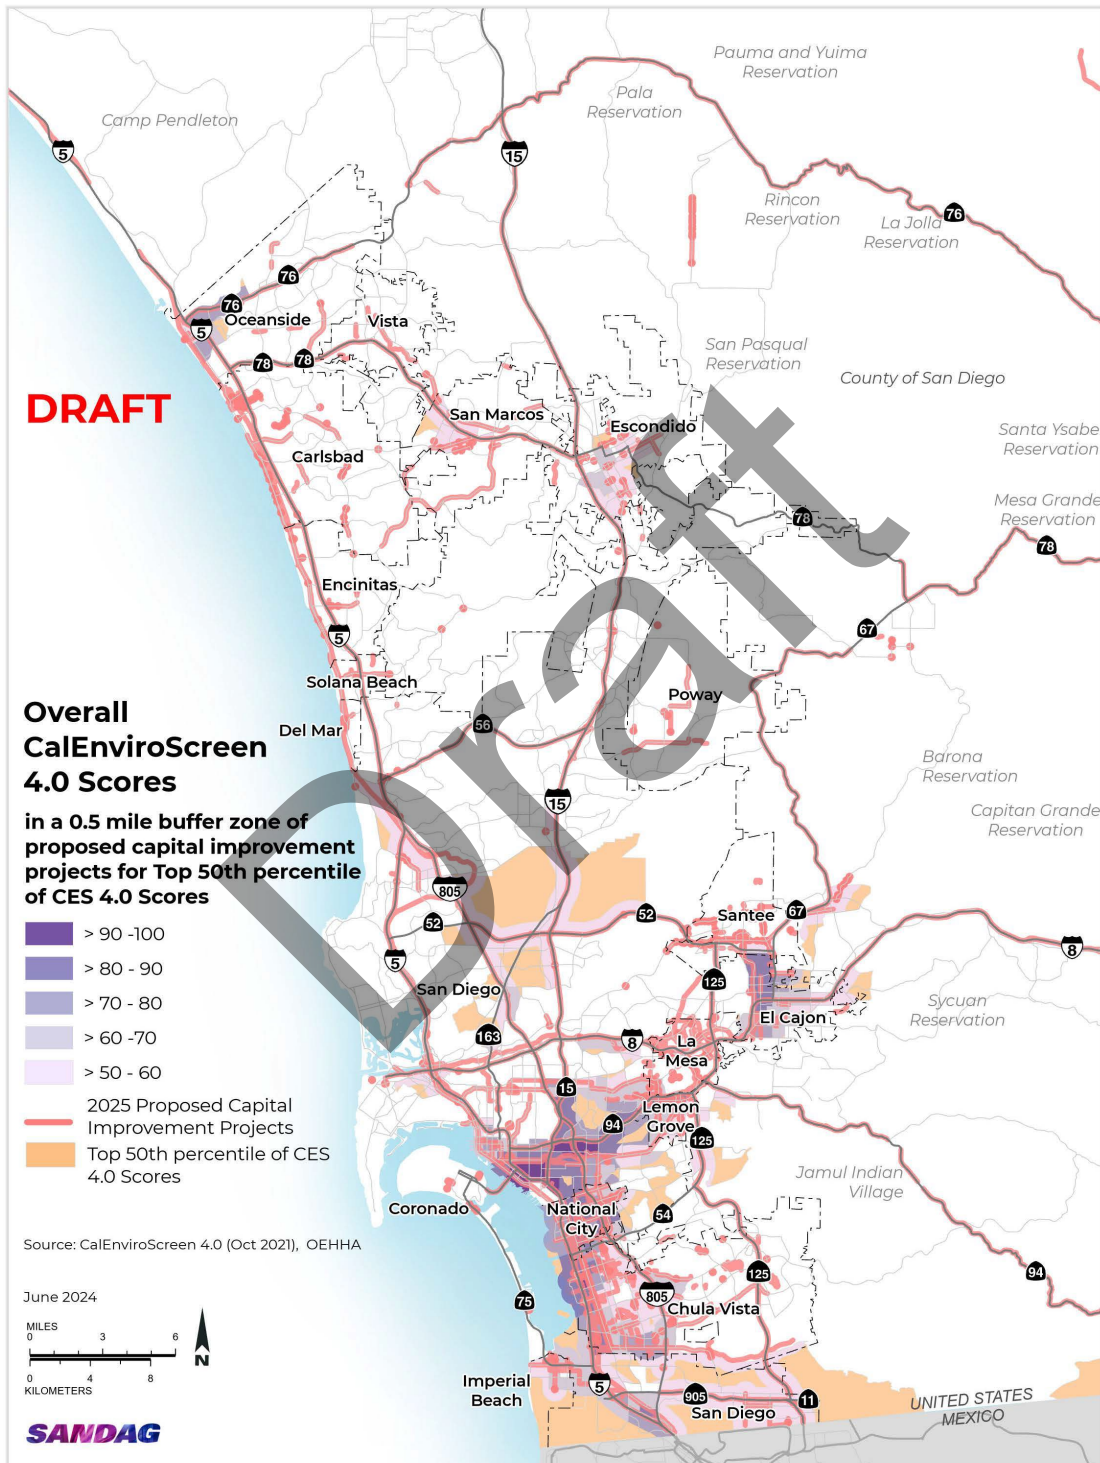 Pauma and Yuima
Reservation
Pala
Reservation
Camp Pendleton
5
15
Rincon
Reservation
La Jolla
Reservation
76
76
76
Oceanside
5
Vista
San Pasqual
Reservation
78
78
County of San Diego
DRAFT
San Marcos
Escondido
Santa Ysabe
Reservation
Carlsbad
Mesa Grande
Reservation
78
78
Encinitas
5
67
Solana Beach
Poway
Del Mar
56
Overall
CalEnviroScreen
4.0 Scores
Barona
Reservation
15
Capitan Grande
Reservation
in a 0.5 mile buffer zone of
proposed capital improvement
projects for Top 50th percentile
of CES 4.0 Scores
805
52
52
Santee
67
> 90 -100
8
5
> 80 - 90
125
San Diego
> 70 - 80
El Cajon
Sycuan
Reservation
163
8
> 60 -70
La
Mesa
> 50 - 60
15
2025 Proposed Capital
Improvement Projects
Lemon
Grove
94
125
Top 50th percentile of CES
4.0 Scores
Jamul Indian
Village
Coronado
National
City
54
Source: CalEnviroScreen 4.0 (Oct 2021), OEHHA
125
94
June 2024
75
805
Chula Vista
MILES
0 3 6
N
0 4 8
KILOMETERS
Imperial
Beach
5
905
San Diego
11
UNITED STATES
MEXICO
SANDAG
Draft